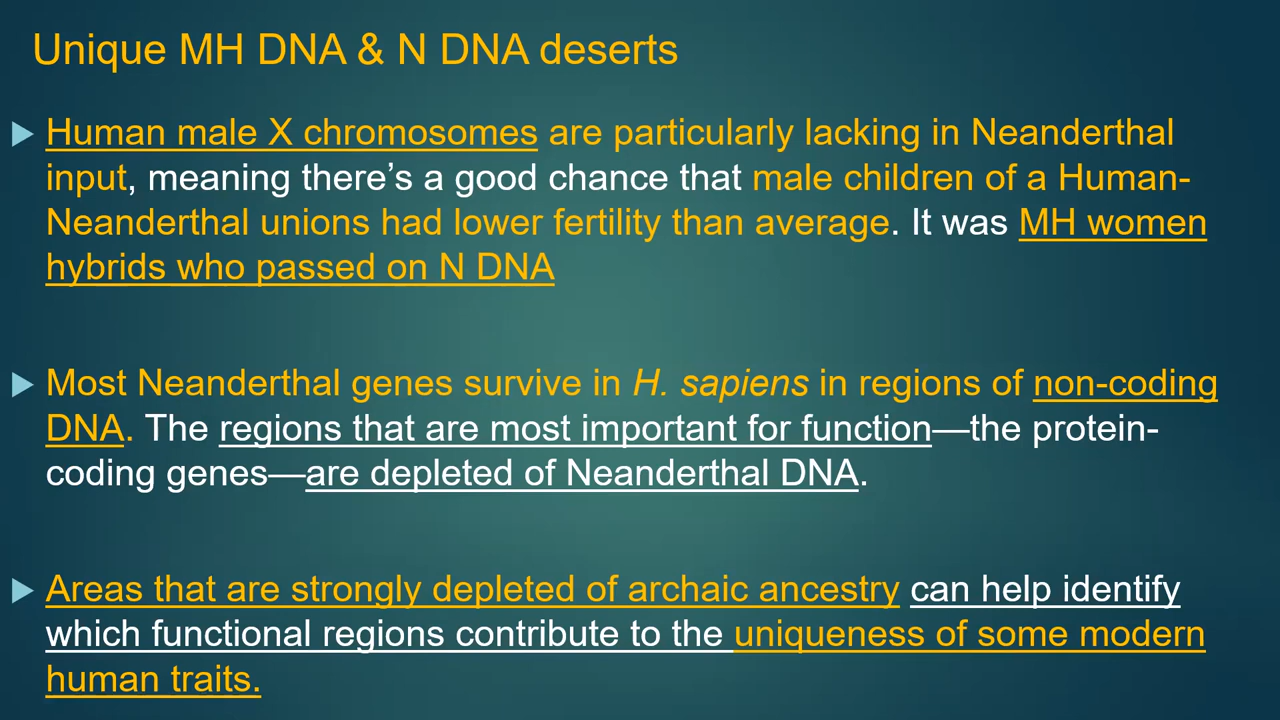 Unique MH DNA & N DNA deserts
Human male X chromosomes are particularly lacking in Neanderthal
input, meaning there’s a good chance that male children of a Human-
Neanderthal unions had lower fertility than average. It was MH women
hybrids who passed on N DNA
Most Neanderthal genes survive in H. sapiens in regions of non-coding
DNA. The regions that are most important for function—the protein-
coding genes—are depleted of Neanderthal DNA.
Areas that are strongly depleted of archaic ancestry can help identify
which functional regions contribute to the uniqueness of some modern
human traits.